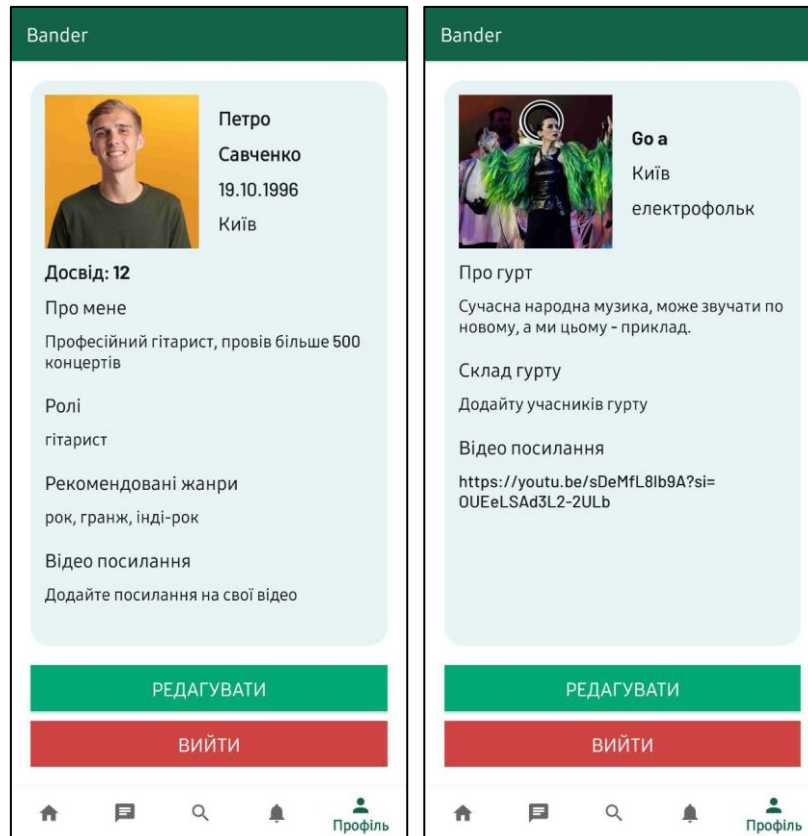 Bander
Петро
Савченко
19.10.1996
Київ
Досвід: 12
Про мене
Професійний гітарист, провів більше 500
концертів
Ролі
гітарист
Рекомендовані жанри
рок, гранж, інді-рок
Відео посилання
Додайте посилання на свої відео
РЕДАГУВАТИ
ВИЙТИ
Профіль
Bander
Go a
Київ
електрофольк
Про гурт
Сучасна народна музика, може звучати по
новому, а ми цьому - приклад.
Склад гурту
Додайту учасників гурту
Відео посилання
https://youtu.be/sDeMfL8lb9A?si=
OUEeLSAd3L2-2ULb
РЕДАГУВАТИ
ВИЙТИ
Профіль